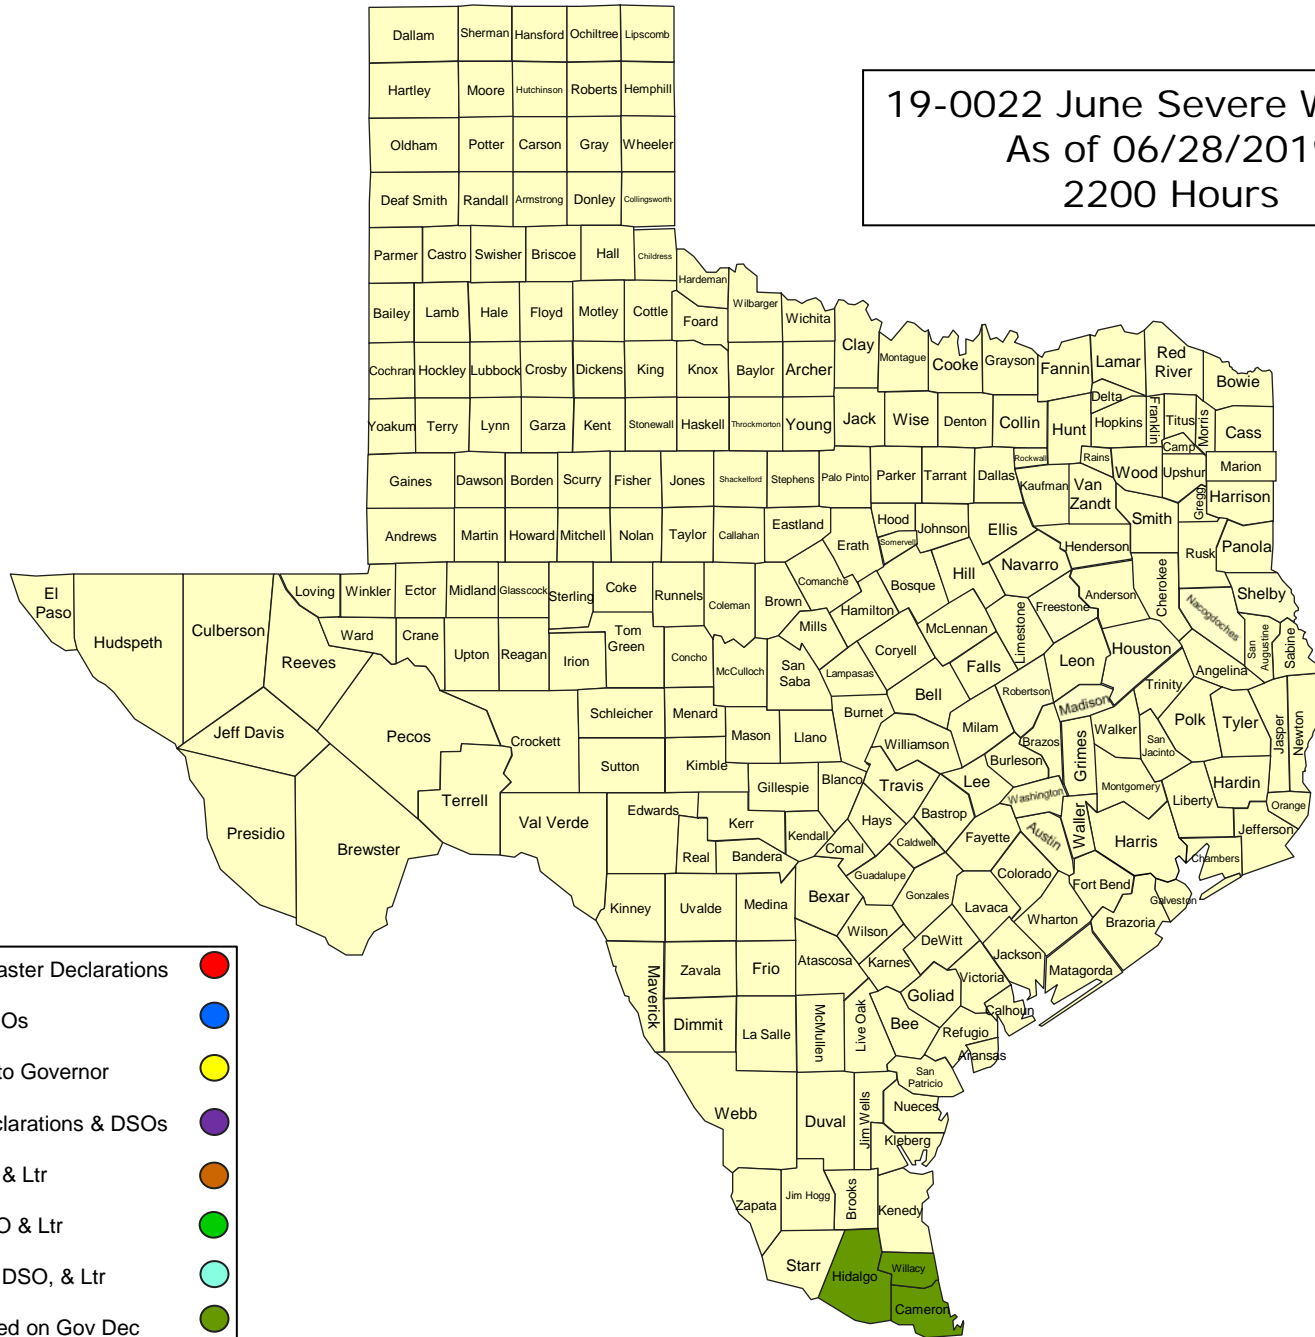 Dallam Sherman Hansford Ochiltree Lipscomb
Hartley Moore Hutchinson Roberts Hemphill
19-0022 June Severe
As of 06/28/201
2200 Hours
Oldham Potter Carson Gray Wheeler
Deaf Smith Randall Armstrong Donley Collingsworth
Parmer Castro Swisher Briscoe Hall Childress
Hardeman
Wilbarger
Bailey Lamb Hale Floyd Motley Cottle Foard Wichita
Clay Montague Cooke Grayson Fannin Lamar Red
River
Bowie
Cochran Hockley Lubbock Crosby Dickens King Knox Baylor Archer
Delta
Yoakum Terry Lynn Garza Kent Stonewall Haskell Throckmorton Young Jack Wise Denton Collin Hunt Hopkins Franklin Titus Morris Cass
Camp
Rockwall Rains
Gaines Dawson Borden Scurry Fisher Jones Shackelford Stephens Palo Pinto Parker Tarrant Dallas Kaufman Van
Zandt
Wood Upshur Marion
Gregg Harrison
Andrews Martin Howard Mitchell Nolan Taylor Callahan Eastland Erath Hood Somervell Johnson Ellis Henderson Smith Rusk Panola
El
Paso
Hudspeth Culberson Loving Winkler Ector Midland Glasscock Sterling Coke Runnels Coleman Brown Comanche Hamilton Bosque Hill Navarro Freestone Anderson Cherokee Nacogdoches Shelby
Reeves Ward Crane Upton Reagan Irion Tom
Green
Concho McCulloch San
Saba
Mills Lampasas Coryell McLennan Limestone Falls Leon Houston Angelina San
Augustine
Sabine
Jeff Davis Pecos Crockett Schleicher Menard Mason Llano Burnet Bell Milam Robertson Madison Trinity
Williamson Brazos Grimes Walker San
Jacinto
Polk Tyler Jasper Newton
Presidio Brewster Terrell Val Verde Sutton Kimble Gillespie Blanco Travis Lee Burleson Washington Montgomery Liberty Hardin Orange
Edwards Kerr Kendall Hays Bastrop Caldwell Fayette Austin Waller Harris Jefferson
Real Bandera Comal Chambers
Kinney Uvalde Medina Bexar Guadalupe Gonzales Colorado Fort Bend Galveston
Lavaca Wharton Brazoria
Wilson DeWitt Jackson Matagorda
Maverick Zavala Frio Atascosa Karnes Victoria
Goliad Calhoun
Dimmit La Salle McMullen Live Oak Bee Refugio
Aransas
San
Patricio
Webb Duval Jim Wells Nueces
Kleberg
Zapata Jim Hogg Brooks Kenedy
Starr Hidalgo Willacy
Cameron
aster Declarations
Os
to Governor
clarations & DSOs
& Ltr
O & Ltr
DSO, & Ltr
ed on Gov Dec